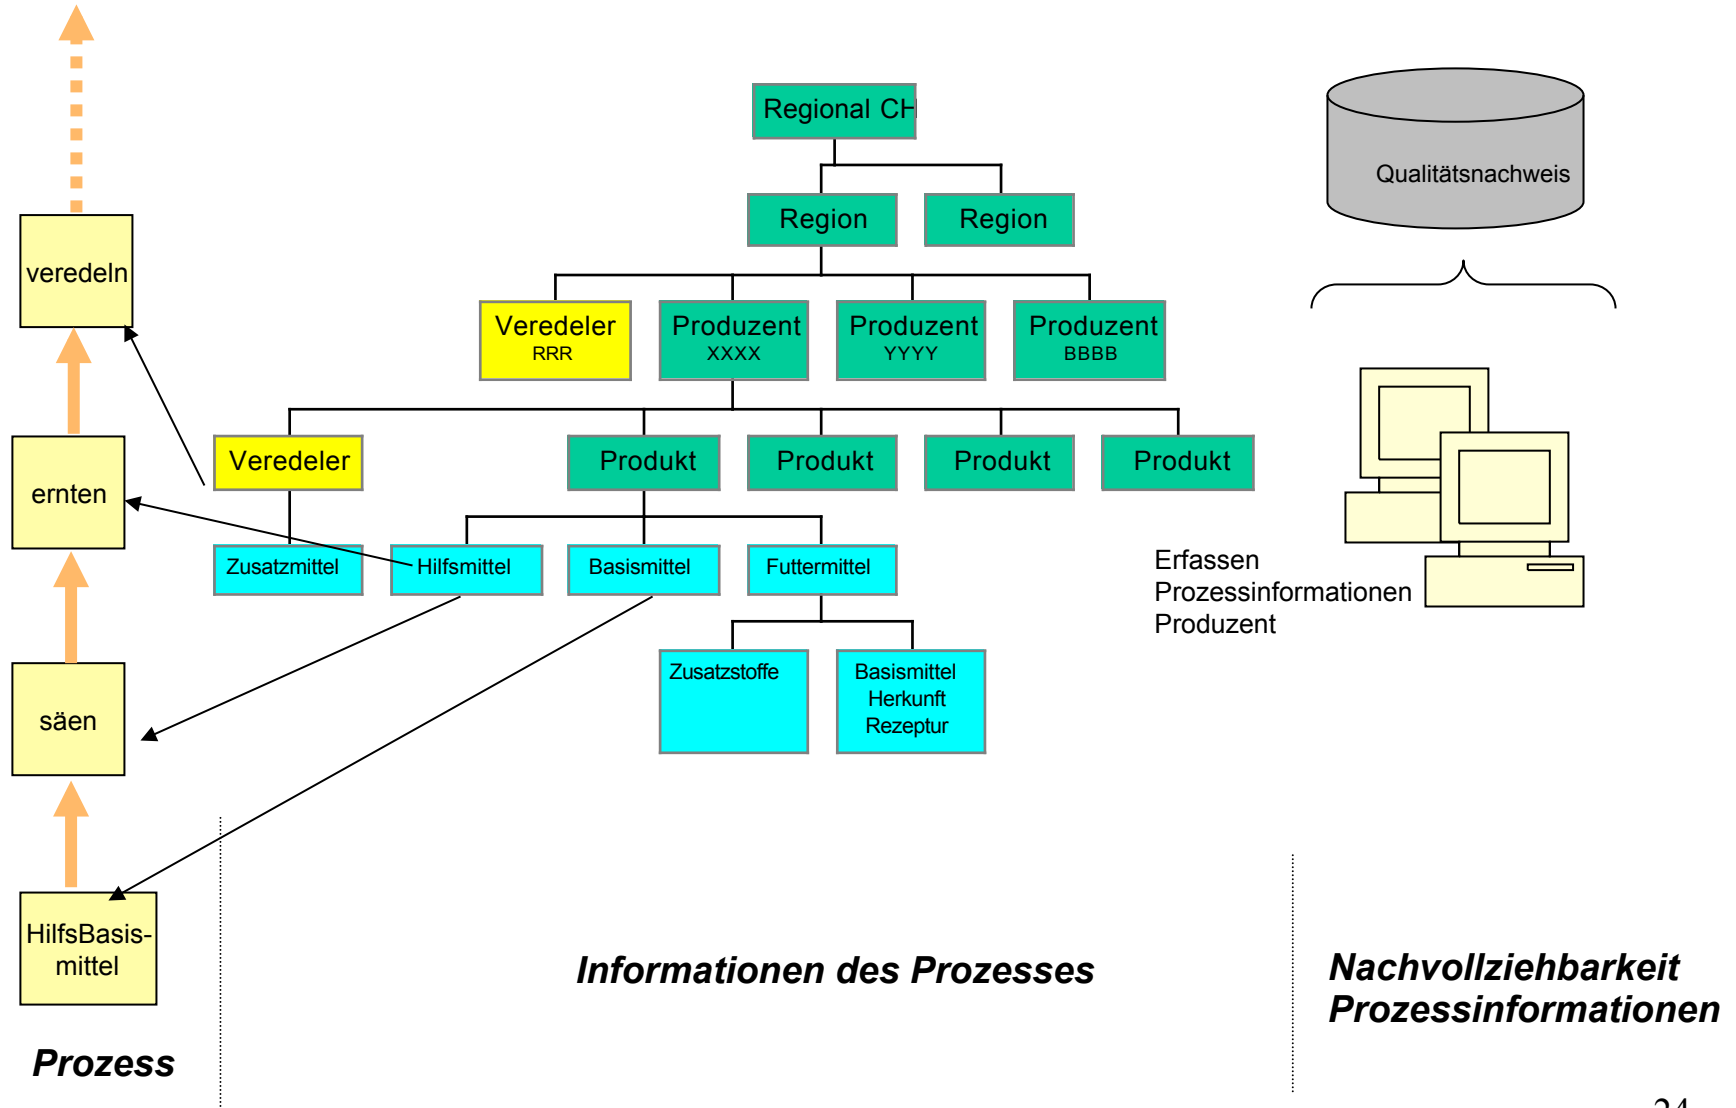 Regional CH
Qualitätsnachweis
Region
Region
veredeln
Veredeler
RRR
Produzent
XXXX
Produzent
YYYY
Produzent
BBBB
Veredeler
Produkt
Produkt
Produkt
Produkt
ernten
Zusatzmittel
Hilfsmittel
Basismittel
Futtermittel
Erfassen
Prozessinformationen
Produzent
Zusatzstoffe
Basismittel
Herkunft
Rezeptur
säen
HilfsBasis-
mittel
Informationen des Prozesses
Nachvollziehbarkeit
Prozessinformationen
Prozess
24